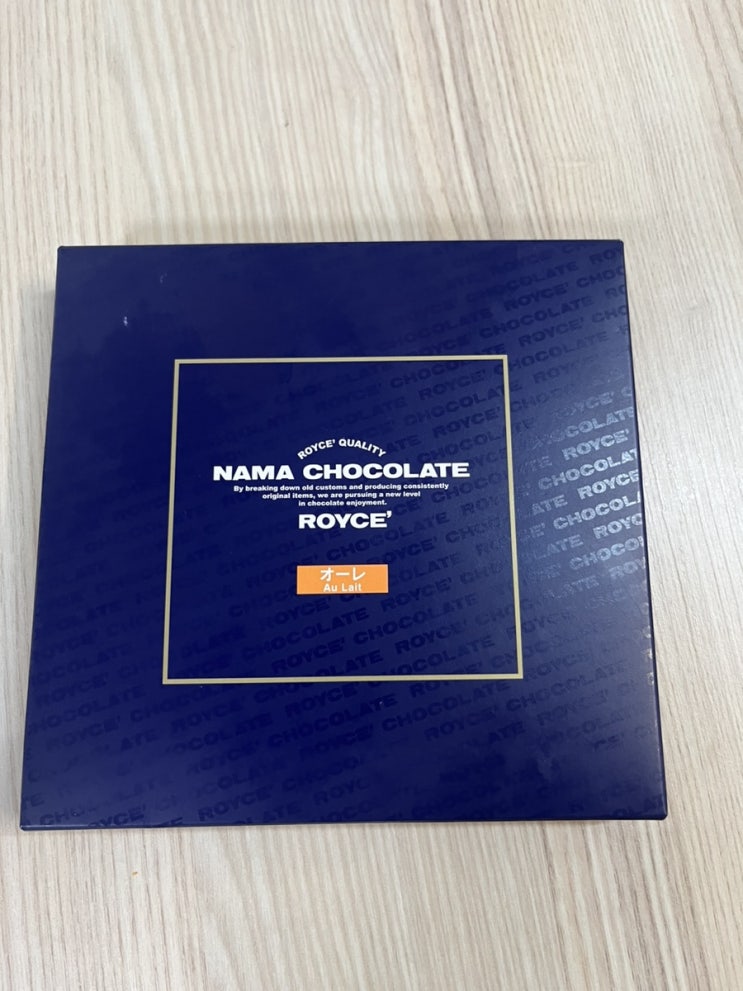 ROYCE' QUALITY
NAMA CHOCOLATE
By breaking down old customs and producing consistently
original items, we are pursuing a new level
in chocolate enjoyment.
ROYCE'
オーレ
Au Lait